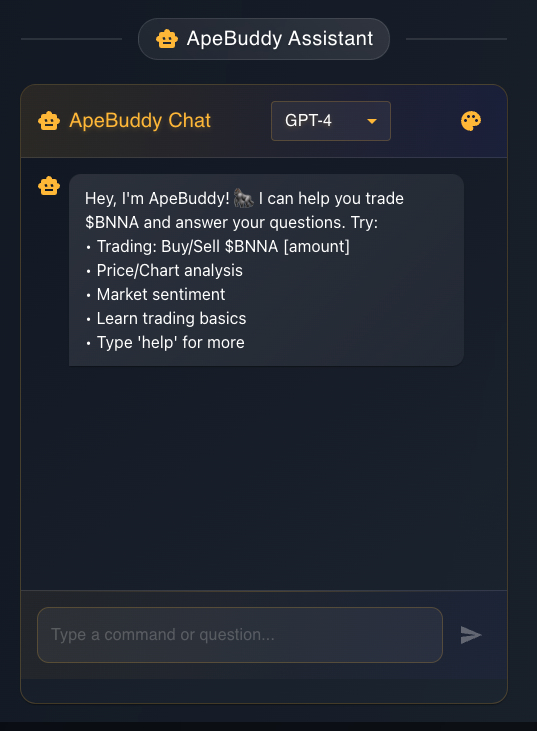 ApeBuddy Assistant
ApeBuddy Chat
GPT-4
Hey, I'm ApeBuddy! 🦍 I can help you trade
$BNNA and answer your questions. Try:
• Trading: Buy/Sell $BNNA [amount]
• Price/Chart analysis
• Market sentiment
• Learn trading basics
• Type 'help' for more
Type a command or question...